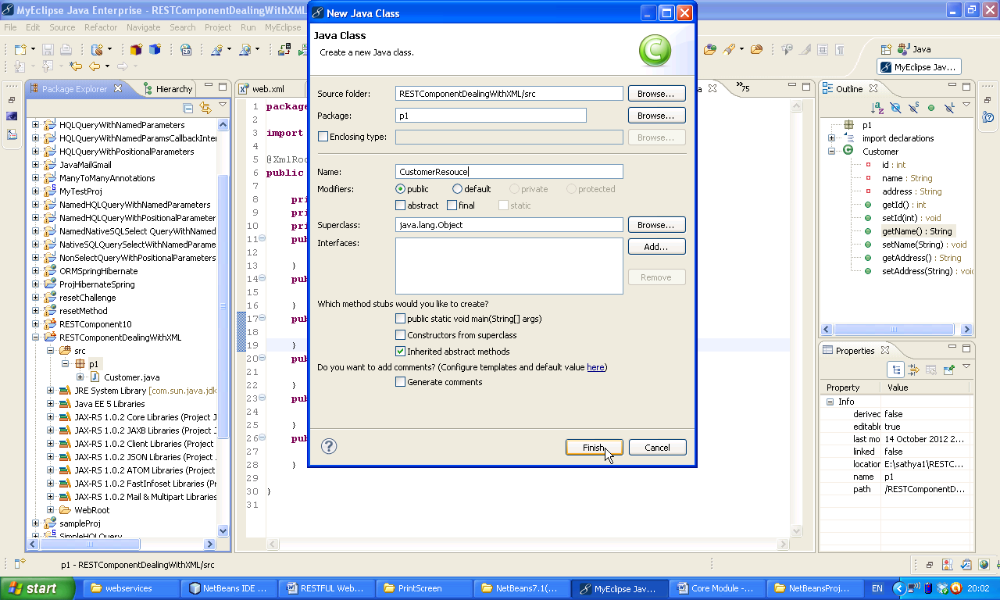 MyEclipse Java Enterprise - RESTComponentDealingWithXML
New Java Class
File Edit Source Search Project Run MyEclipse
Java Class
Create a new Java class.
Java
MyEclipse Jav...
Package Explorer
Hierarchy
web.xml
75
Outline
HQLQueryWithNamedParameters
HQLQueryWithNamedParamsCallbackInter
HQLQueryWithPositionalParameters
JavaMailGmail
ManyToManyAnnotations
MyTestProj
NamedHQLQueryWithNamedParameters
NamedHQLQueryWithPositionalParameters
NamedNativeSQLSelect QueryWithNamed
NativeSQLQuerySelectWithNamedParame
NonSelectQueryWithPositionalParameters
ORMSpringHibernate
ProjHibernateSpring
resetChallenge
resetMethod
RESTComponent10
RESTComponentDealingWithXML
src
p1
Customer.java
JRE System Library [com.sun.java.jdk
Java EE 5 Libraries
JAX-RS 1.0.2 Core Libraries (Project J
JAX-RS 1.0.2 JAXB Libraries (Project
JAX-RS 1.0.2 Client Libraries (Project
JAX-RS 1.0.2 JSON Libraries (Project
JAX-RS 1.0.2 ATOM Libraries (Project
JAX-RS 1.0.2 FastInfoset Libraries (Pro
JAX-RS 1.0.2 Mail & Multipart Libraries
WebRoot
sampleProj
SimpleHQLQuery
1 package
2
3 import
4
5 @XmlRoo
6 public
7
8 pri
9 pri
10 pri
11 pub
12
13 }
14 pub
15
16 }
17 pub
18
19 }
20 pub
21
22 }
23 pub
24
25 }
26 pub
27
28 }
29
30 }
31
Source folder: RESTComponentDealingWithXML/src Browse...
Package: p1 Browse...
Enclosing type: Browse...
Name: CustomerResouce
Modifiers: public default private protected
abstract final static
Superclass: java.lang.Object Browse...
Interfaces: Add...
Remove
Which method stubs would you like to create?
public static void main(String[] args)
Constructors from superclass
Inherited abstract methods
Do you want to add comments? (Configure templates and default value here)
Generate comments
Finish Cancel
p1
import declarations
Customer
id : int
name : String
address : String
getId() : int
setId(int) : void
getName() : String
setName(String) : void
getAddress() : String
setAddress(String) : voi
Properties
Property Value
Info
derived false
editable true
last mo 14 October 2012 2...
linked false
location E:\sathya1\RESTC...
name p1
path /RESTComponentD...
p1 - RESTComponentDealingWithXML/src
start
webservices
NetBeans IDE ...
RESTFUL Web...
PrintScreen
NetBeans7.1(...
MyEclipse Jav...
Core Module -...
NetBeansProj...
EN
20:02